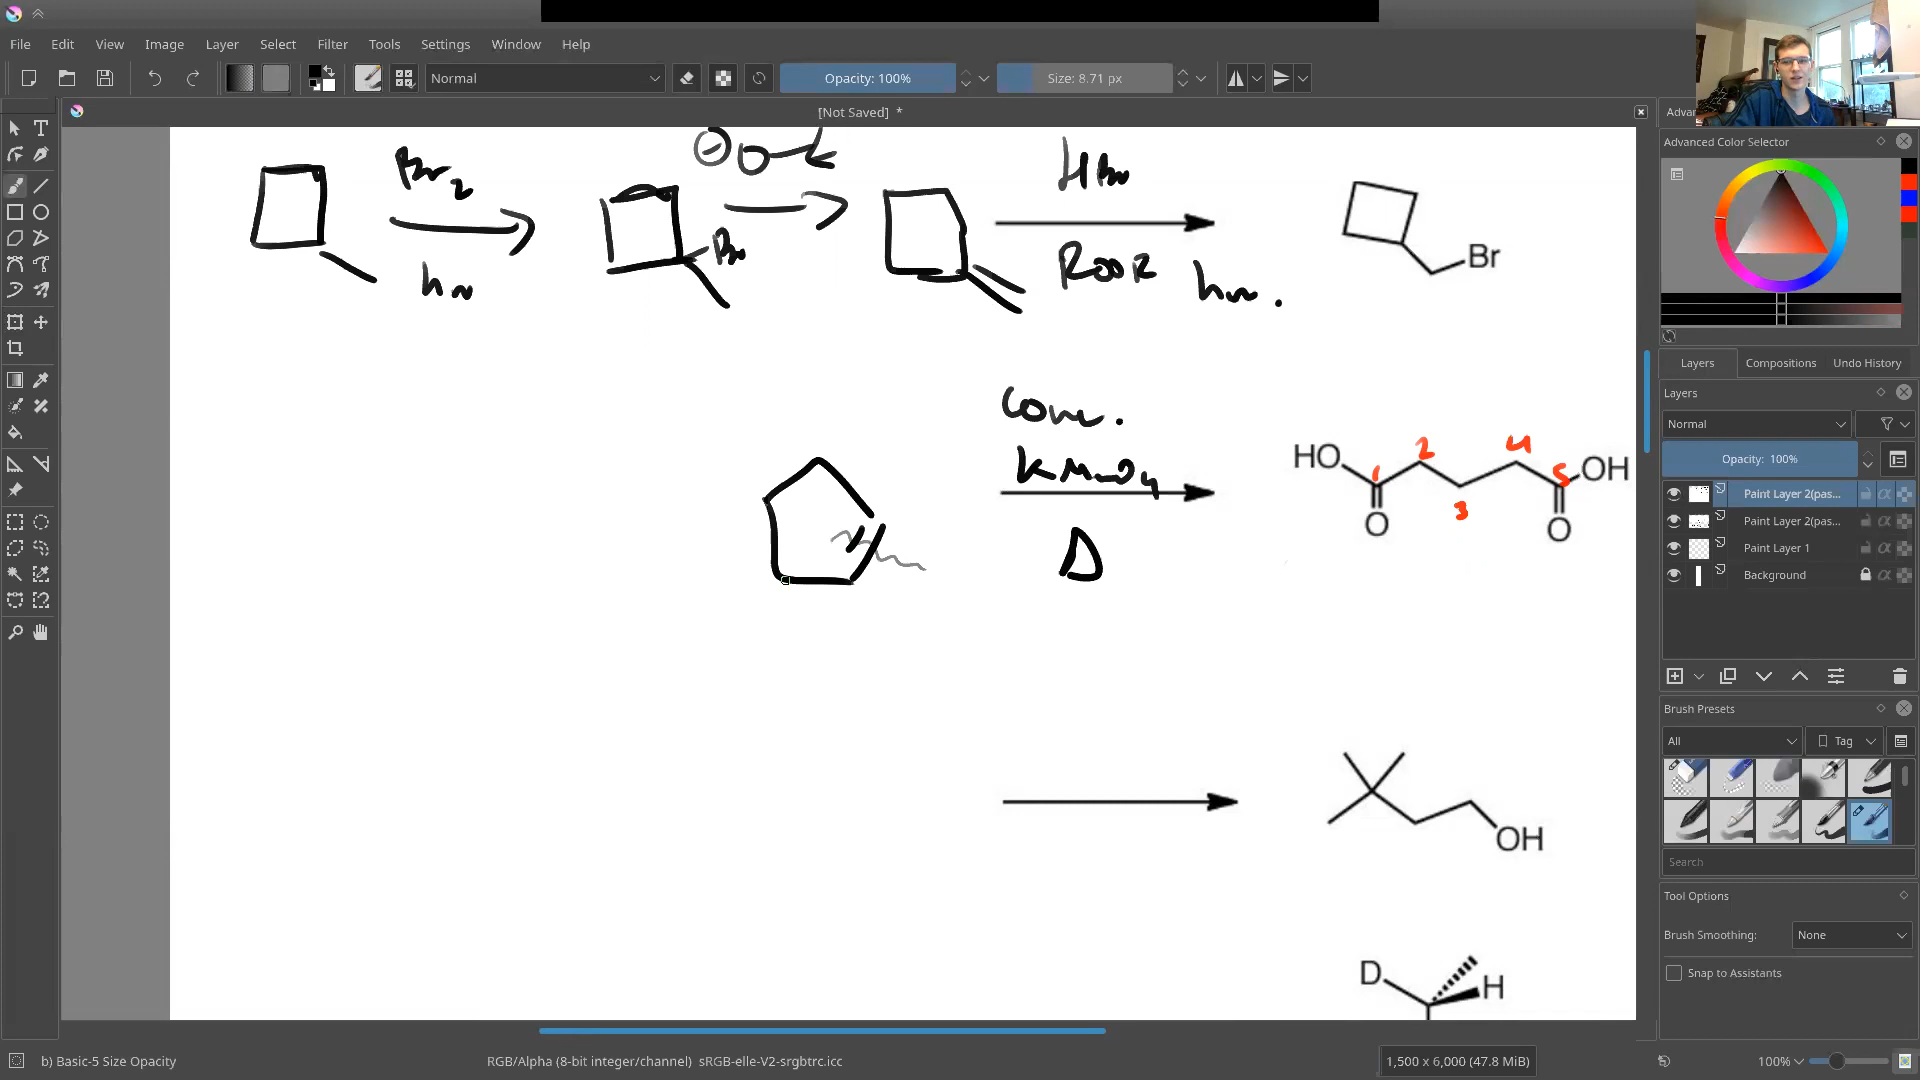 File Edit View Image Layer Select Filter Tools Settings Window Help
Normal
Opacity: 100%
Size: 8.71 px
[Not Saved] *
Br2
hν
Br
⊖O
HBr
ROOR hν.
Br
Conc.
KMnO4
Δ
HO 1 2 3 4 5 OH
O O
OH
D
H
Advanced Color Selector
Layers Compositions Undo History
Layers
Normal
Opacity: 100%
Paint Layer 2(pas...
Paint Layer 2(pas...
Paint Layer 1
Background
Brush Presets
All Tag
Search
Tool Options
Brush Smoothing: None
Snap to Assistants
b) Basic-5 Size Opacity
RGB/Alpha (8-bit integer/channel) sRGB-elle-V2-srgbtrc.icc
1,500 x 6,000 (47.8 MiB)
100%